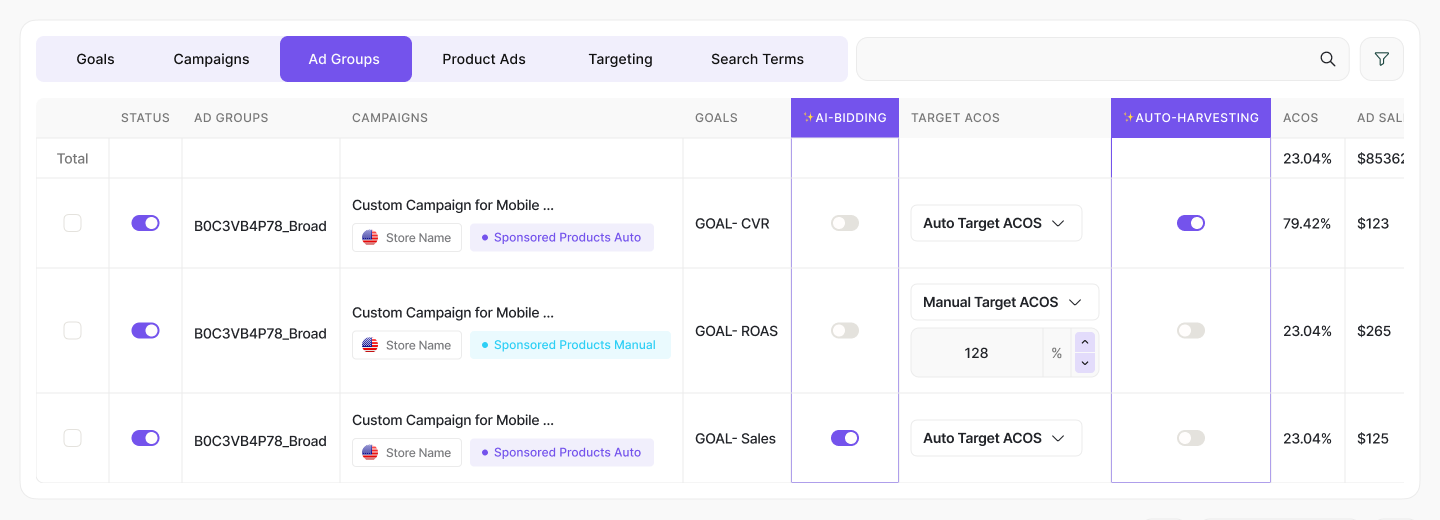 Goals Campaigns Ad Groups Product Ads Targeting Search Terms
STATUS AD GROUPS CAMPAIGNS GOALS ✨AI-BIDDING TARGET ACOS ✨AUTO-HARVESTING ACOS AD SAL
Total 23.04% $85362
Custom Campaign for Mobile ...
B0C3VB4P78_Broad GOAL- CVR Auto Target ACOS 79.42% $123
Store Name Sponsored Products Auto
Manual Target ACOS
Custom Campaign for Mobile ...
B0C3VB4P78_Broad GOAL- ROAS 23.04% $265
Store Name Sponsored Products Manual
128 %
Custom Campaign for Mobile ...
B0C3VB4P78_Broad GOAL- Sales Auto Target ACOS 23.04% $125
Store Name Sponsored Products Auto